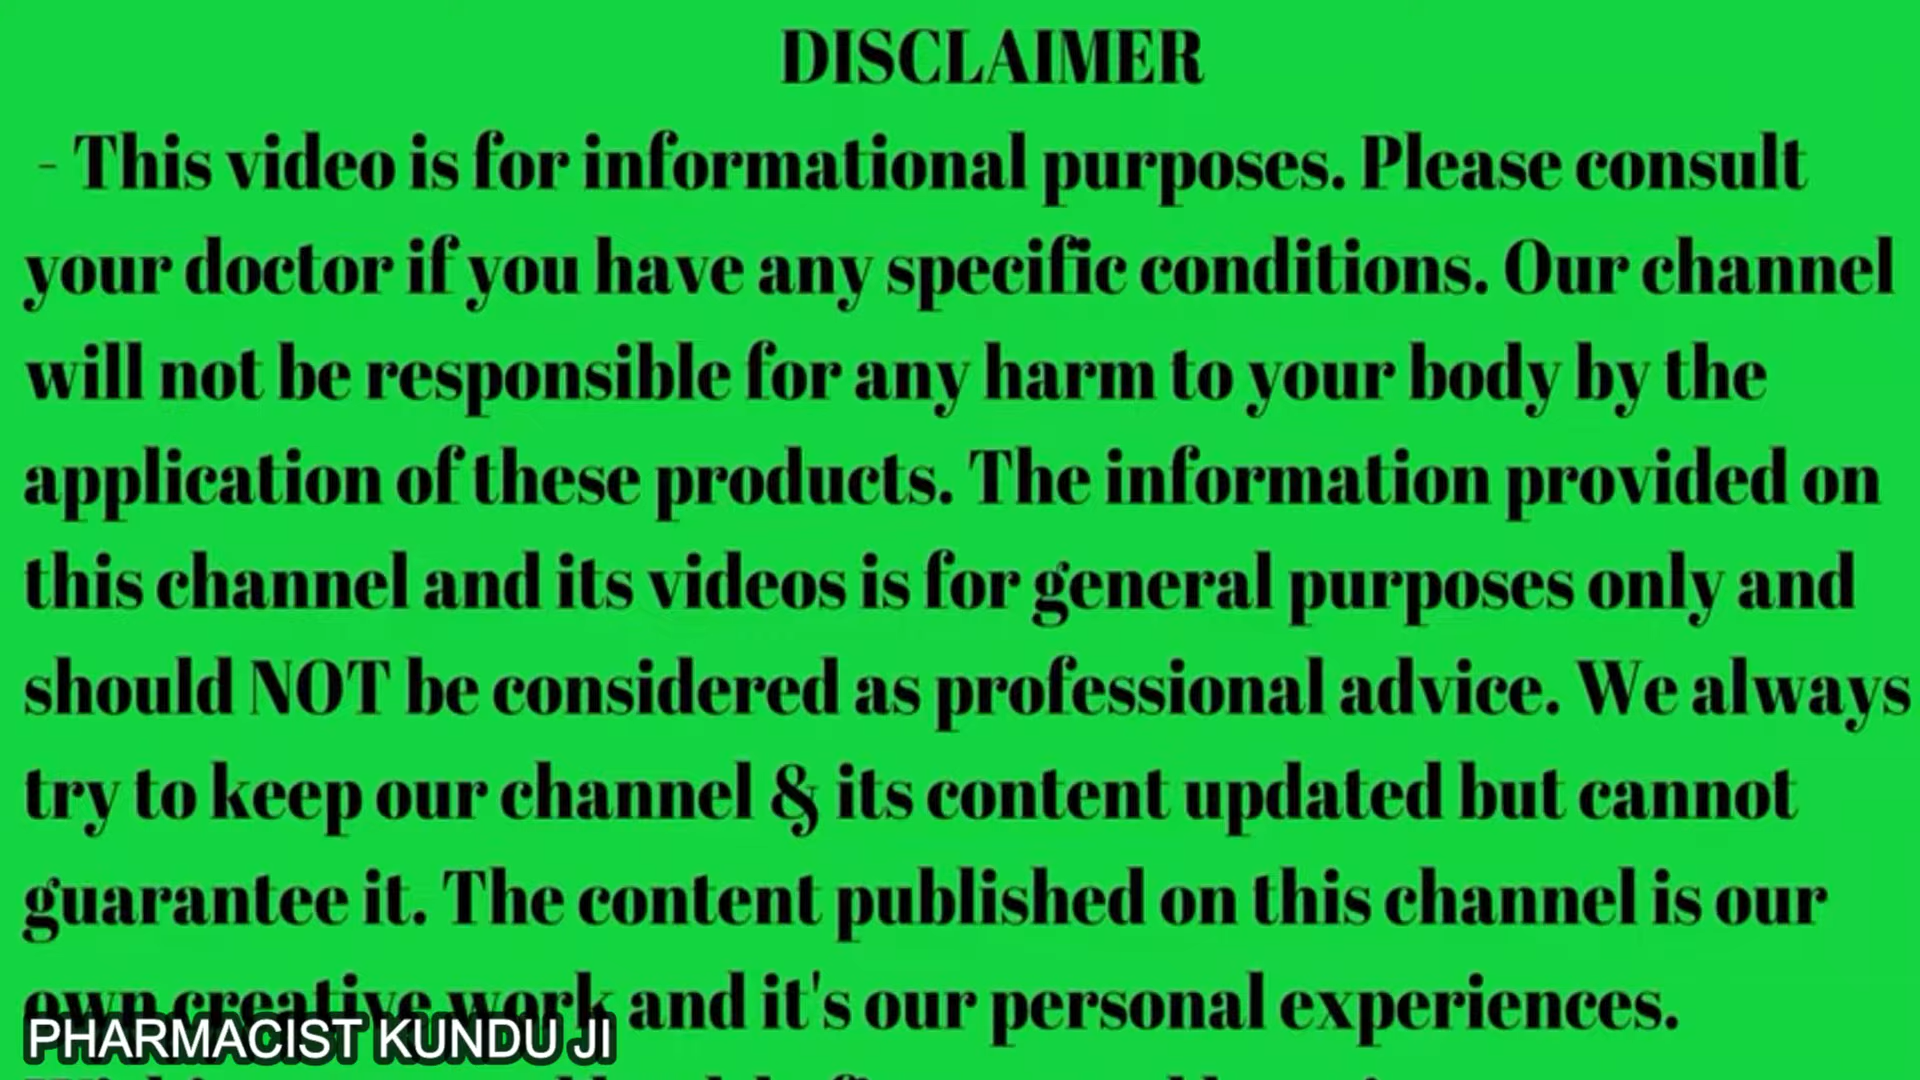 DISCLAIMER
- This video is for informational purposes. Please consult
your doctor if you have any specific conditions. Our channel
will not be responsible for any harm to your body by the
application of these products. The information provided on
this channel and its videos is for general purposes only and
should NOT be considered as professional advice. We always
try to keep our channel & its content updated but cannot
guarantee it. The content published on this channel is our
own creative work and it's our personal experiences.
PHARMACIST KUNDU JI